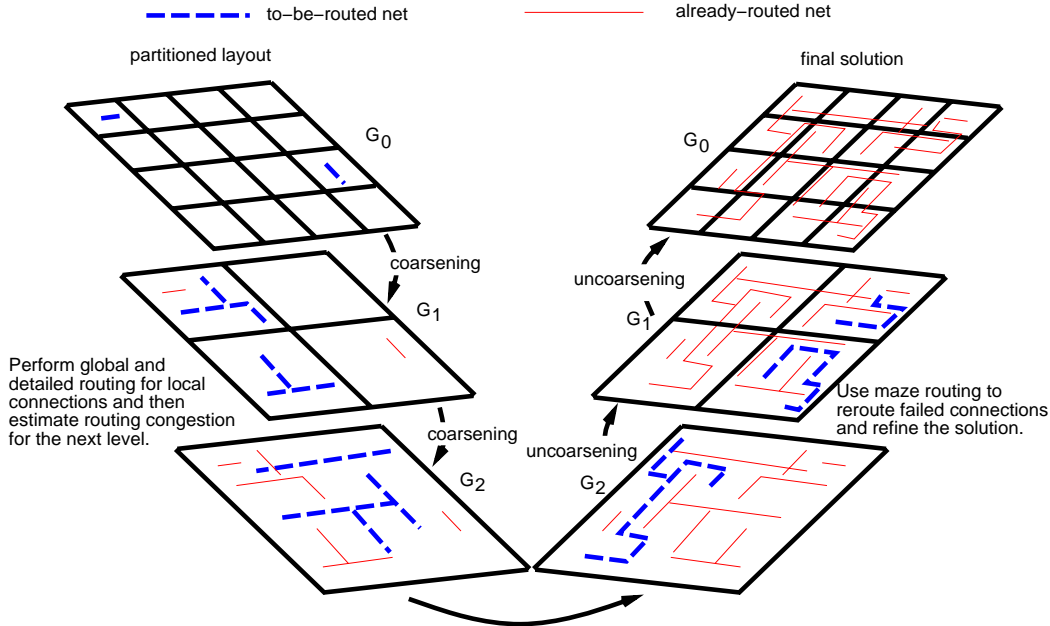 to-be-routed net
already-routed net
partitioned layout
final solution
G0
G0
coarsening
uncoarsening
G1
G1
Perform global and
detailed routing for local
connections and then
estimate routing congestion
for the next level.
Use maze routing to
reroute failed connections
and refine the solution.
coarsening
uncoarsening
G2
G2